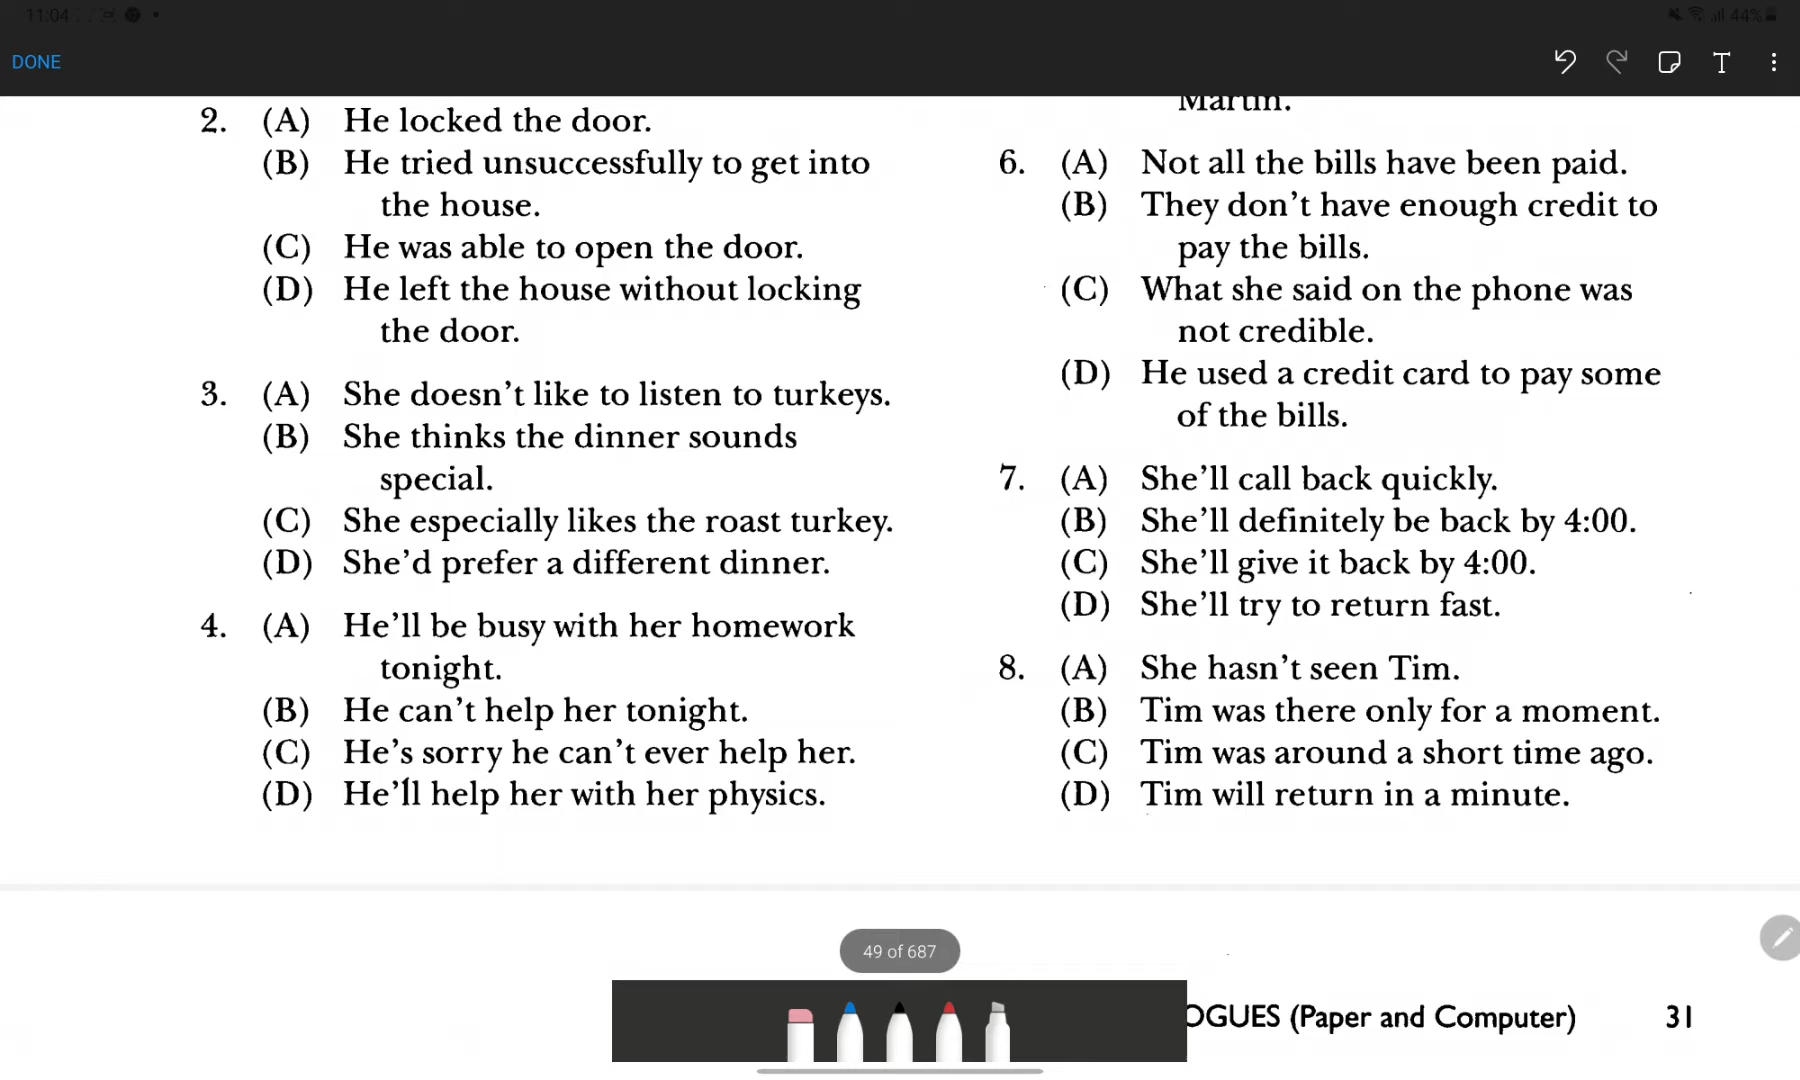 11:04
44%
DONE
2. (A) He locked the door.
(B) He tried unsuccessfully to get into
the house.
(C) He was able to open the door.
(D) He left the house without locking
the door.
3. (A) She doesn't like to listen to turkeys.
(B) She thinks the dinner sounds
special.
(C) She especially likes the roast turkey.
(D) She'd prefer a different dinner.
4. (A) He'll be busy with her homework
tonight.
(B) He can't help her tonight.
(C) He's sorry he can't ever help her.
(D) He'll help her with her physics.
Martin.
6. (A) Not all the bills have been paid.
(B) They don't have enough credit to
pay the bills.
(C) What she said on the phone was
not credible.
(D) He used a credit card to pay some
of the bills.
7. (A) She'll call back quickly.
(B) She'll definitely be back by 4:00.
(C) She'll give it back by 4:00.
(D) She'll try to return fast.
8. (A) She hasn't seen Tim.
(B) Tim was there only for a moment.
(C) Tim was around a short time ago.
(D) Tim will return in a minute.
49 of 687
OGUES (Paper and Computer) 31